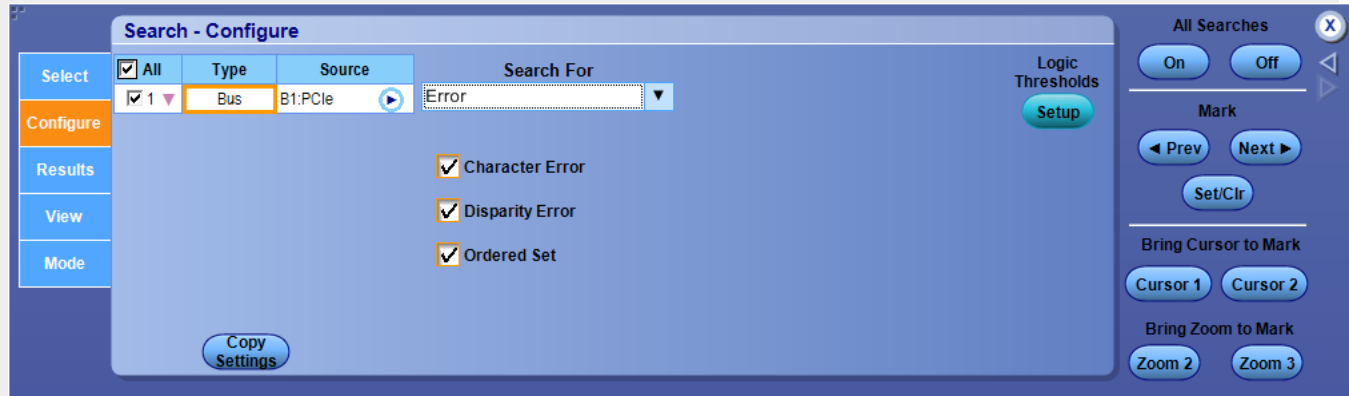 Search - Configure
All Searches
X
On Off
Select
All Type Source
Search For
Logic
Thresholds
1 Bus B1:PCIe
Error
Setup
Configure
Mark
◄ Prev Next ►
Results
Character Error
Set/Clr
View
Disparity Error
Bring Cursor to Mark
Mode
Ordered Set
Cursor 1 Cursor 2
Bring Zoom to Mark
Copy
Settings
Zoom 2 Zoom 3